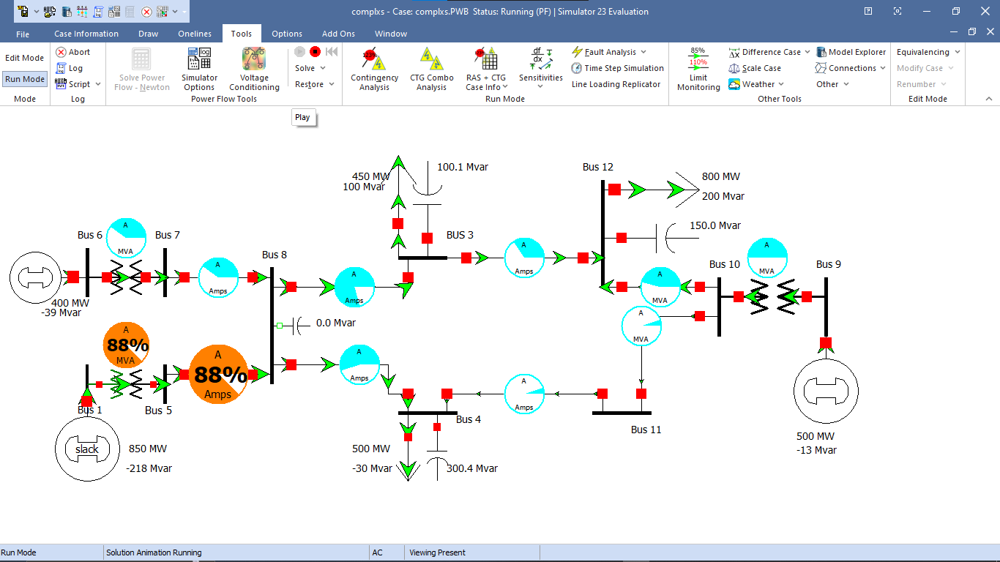 complxs - Case: complxs.PWB Status: Running (PF) | Simulator 23 Evaluation
File Case Information Draw Onelines Tools Options Add Ons Window
Edit Mode
Run Mode
Mode
Abort
Log
Script
Log
Solve Power
Flow - Newton
Simulator
Options
Voltage
Conditioning
Solve
Restore
Power Flow Tools
Contingency
Analysis
CTG Combo
Analysis
RAS + CTG
Case Info
Sensitivities
Fault Analysis
Time Step Simulation
Line Loading Replicator
Run Mode
85%
110%
Limit
Monitoring
Difference Case
Scale Case
Weather
Model Explorer
Connections
Other
Other Tools
Equivalencing
Modify Case
Renumber
Edit Mode
Play
450 MW
100 Mvar
100.1 Mvar
Bus 12
800 MW
200 Mvar
150.0 Mvar
Bus 6
A
MVA
Bus 7
A
Amps
Bus 8
A
Amps
BUS 3
A
Amps
A
MVA
Bus 10
A
MVA
Bus 9
400 MW
-39 Mvar
0.0 Mvar
A
MVA
A
88%
MVA
A
88%
Amps
A
Amps
A
Amps
Bus 1
Bus 5
Bus 4
Bus 11
slack
850 MW
-218 Mvar
500 MW
-30 Mvar
300.4 Mvar
500 MW
-13 Mvar
Run Mode Solution Animation Running AC Viewing Present